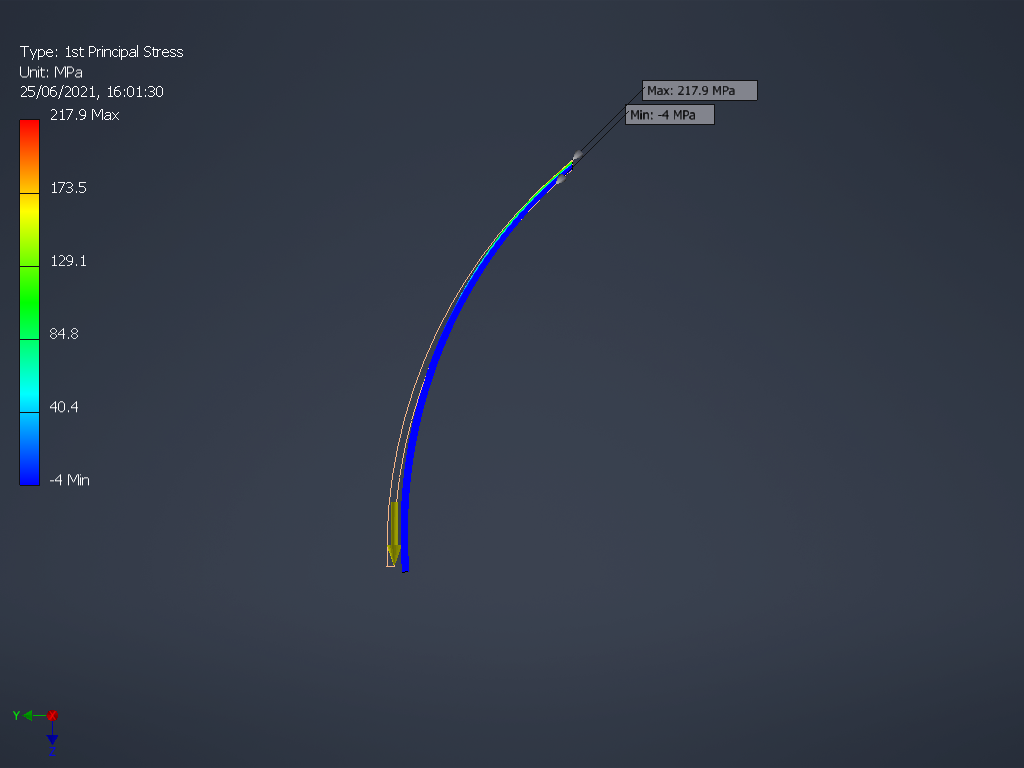 Type: 1st Principal Stress
Unit: MPa
25/06/2021, 16:01:30
217.9 Max
173.5
129.1
84.8
40.4
-4 Min
Max: 217.9 MPa
Min: -4 MPa
Y
X
Z